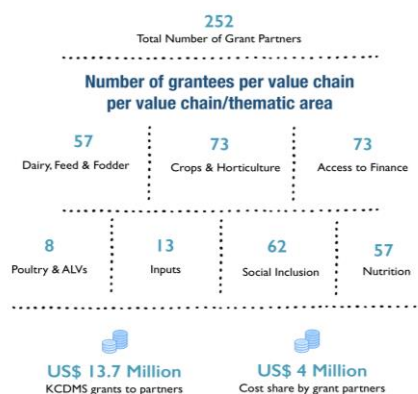 252
Total Number of Grant Partners
Number of grantees per value chain
per value chain/thematic area
57
Dairy, Feed & Fodder
73
Crops & Horticulture
73
Access to Finance
8
Poultry & ALVs
13
Inputs
62
Social Inclusion
57
Nutrition
US$ 13.7 Million
KCDMS grants to partners
US$ 4 Million
Cost share by grant partners